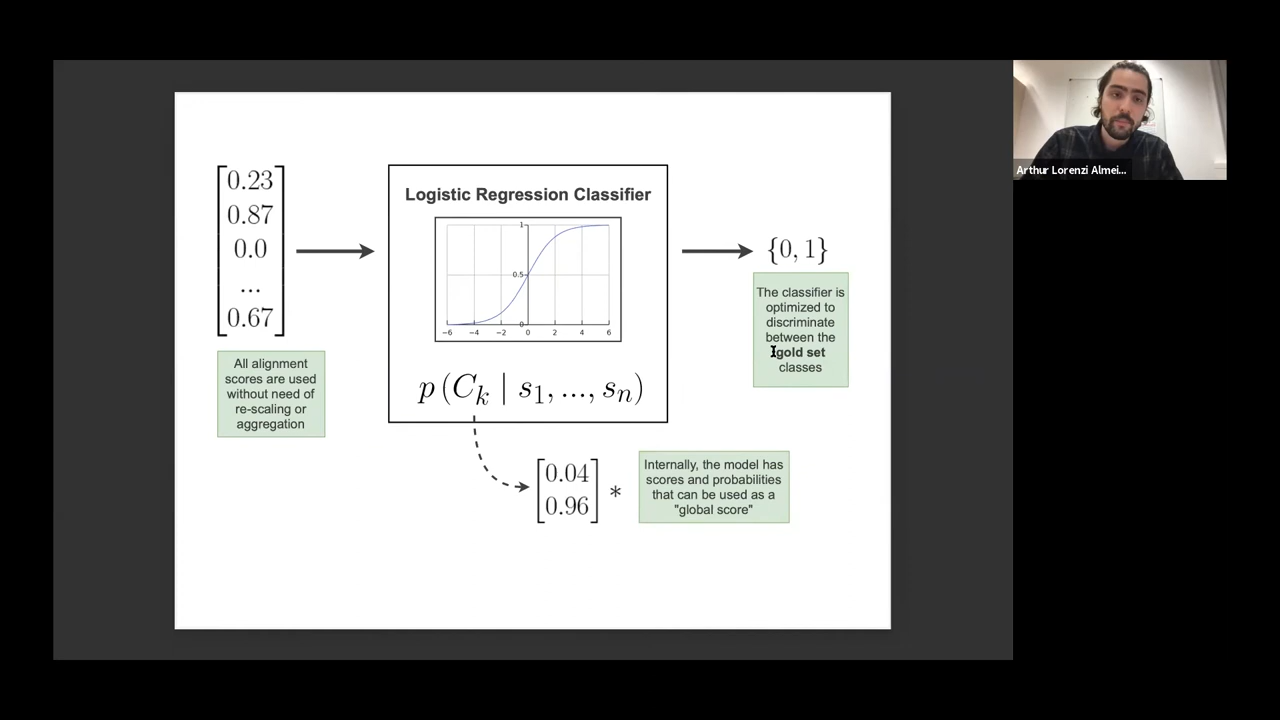 0.23
0.87
0.0
...
0.67
All alignment
scores are used
without need of
re-scaling or
aggregation
Logistic Regression Classifier
1
0.5
0
−6 −4 −2 0 2 4 6
p (C_k | s_1, ..., s_n)
0.04
0.96
*
Internally, the model has
scores and probabilities
that can be used as a
"global score"
{0, 1}
The classifier is
optimized to
discriminate
between the
gold set
classes
Arthur Lorenzi Almei...